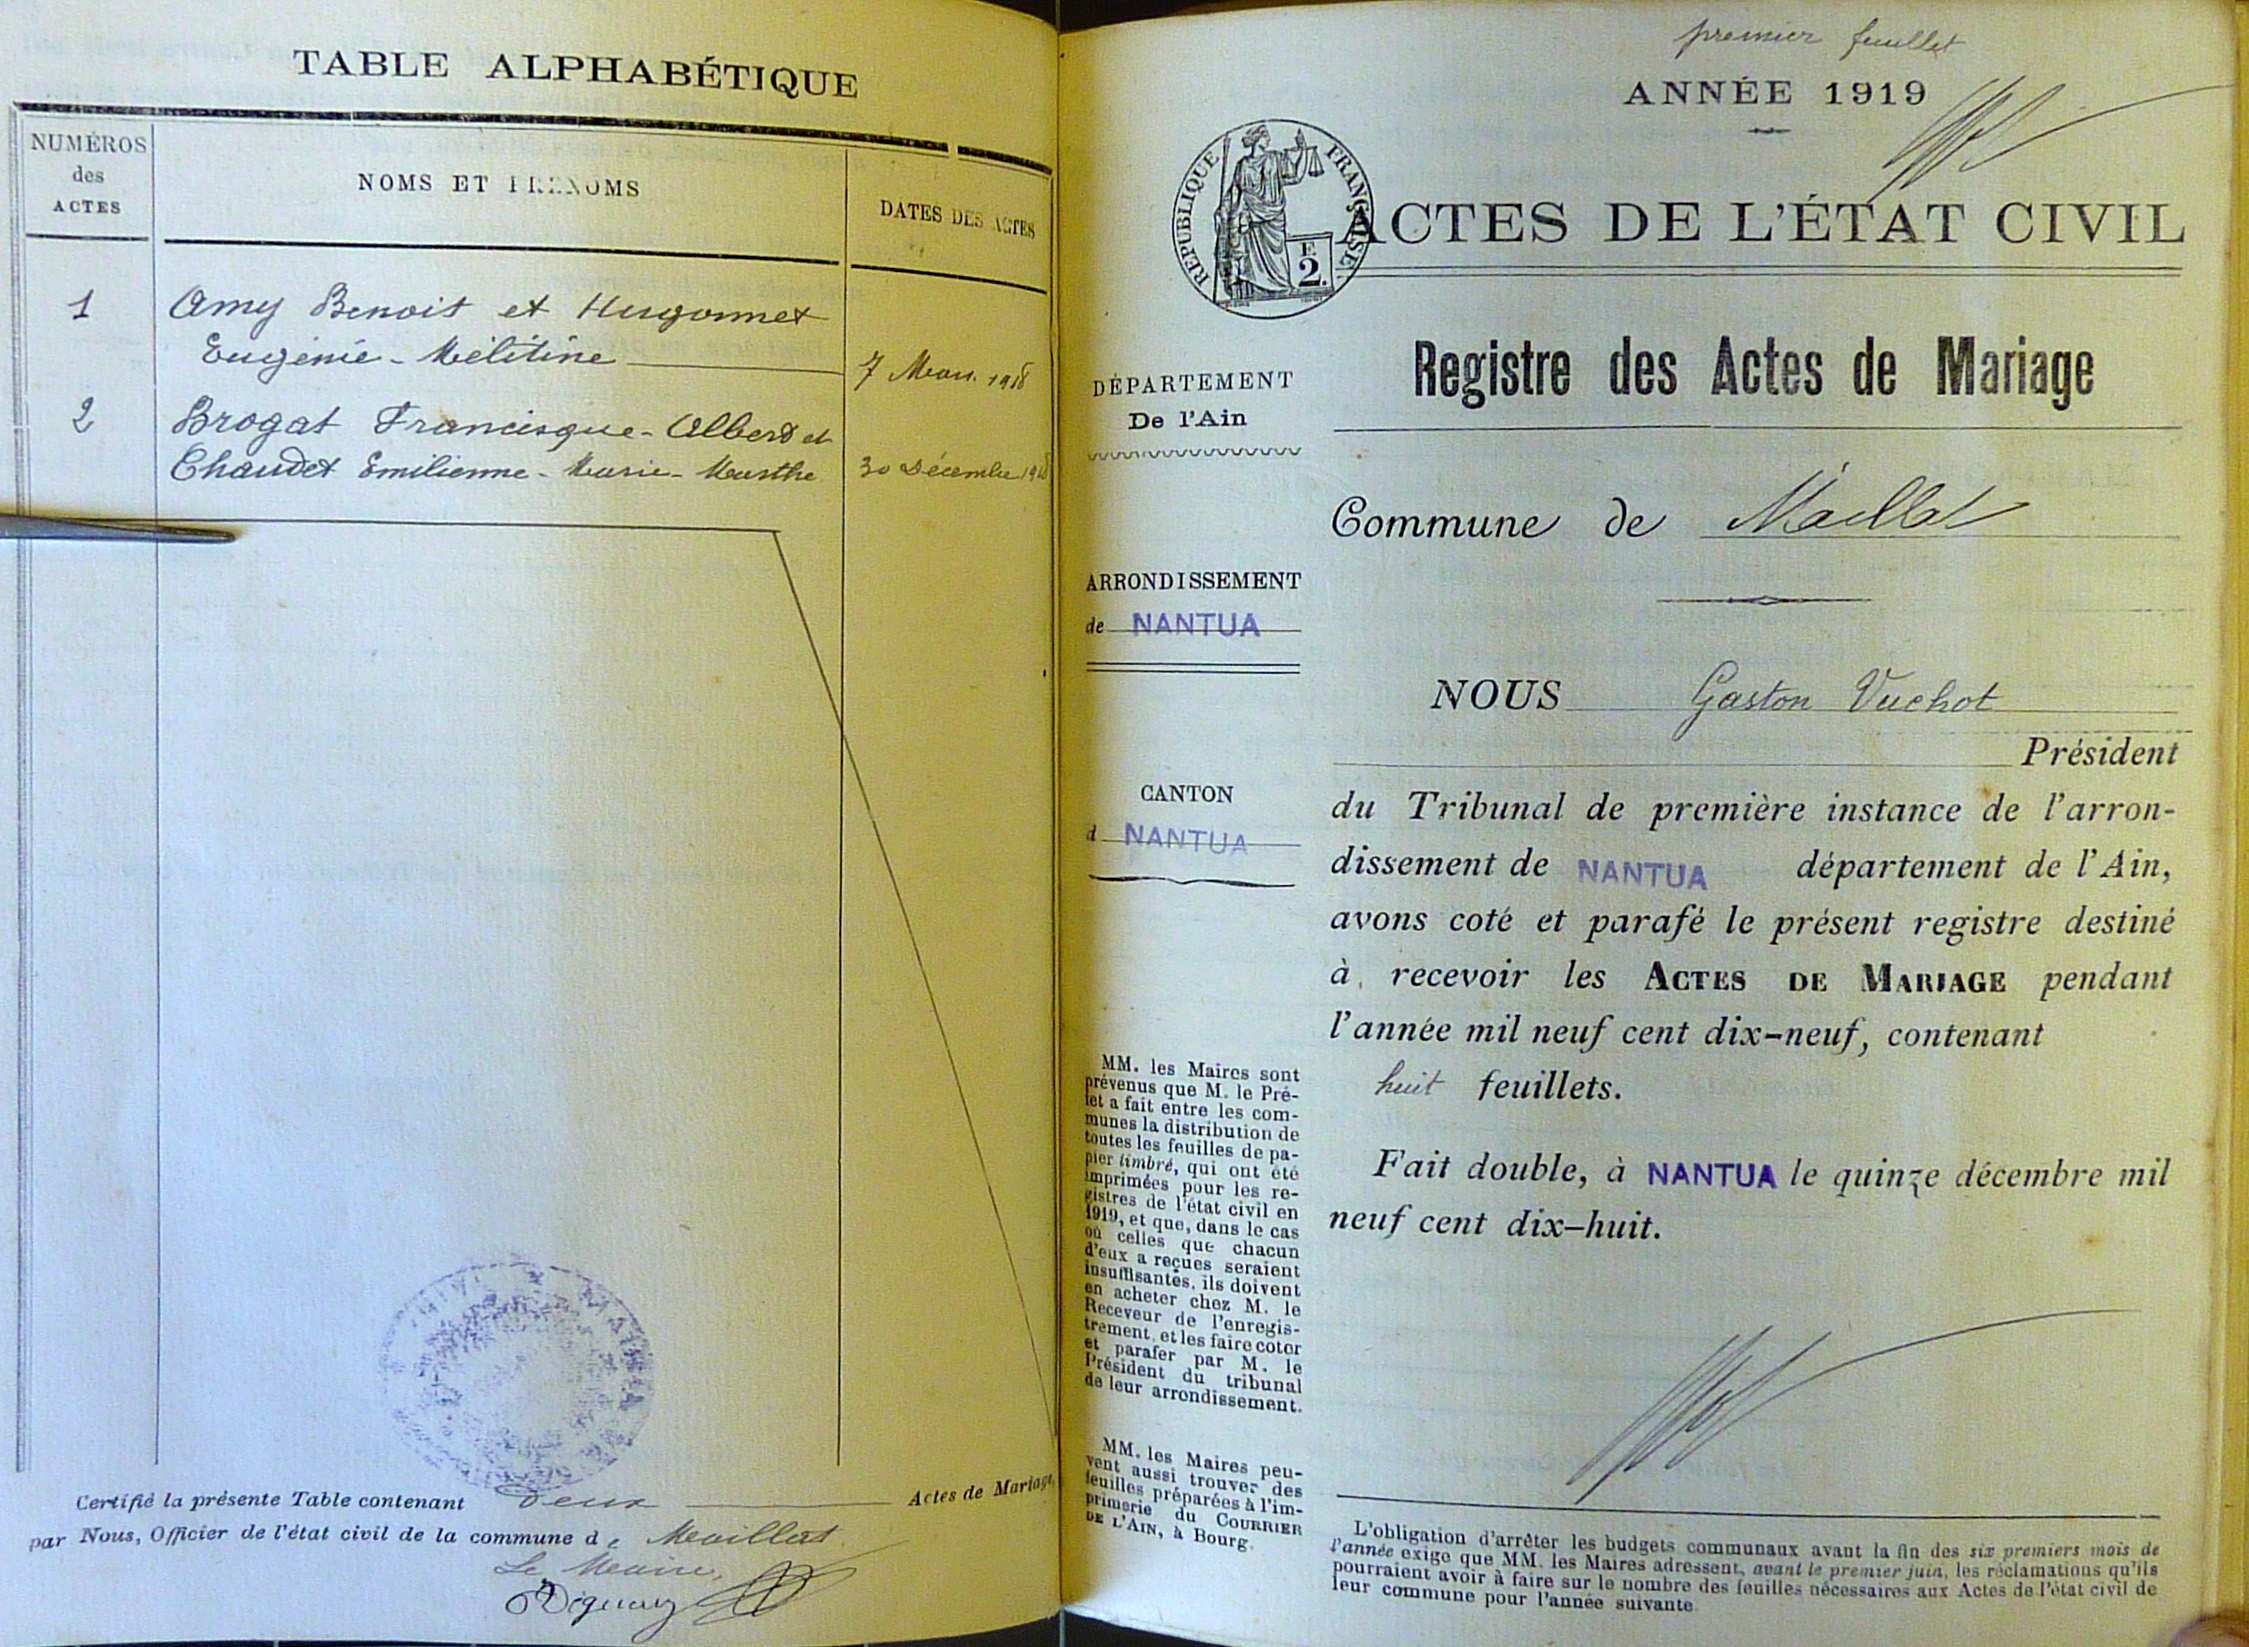 TABLE ALPHABÉTIQUE
NUMÉROS
des
ACTES
NOMS ET PRÉNOMS
DATES DES ACTES
1
Amy Benoit et Hugonnet
Eugénie - Mélitine
7 Mars 1918
2
Brogat Francisque - Albert et
Chaudet Emilienne - Marie - Marthe
30 Décembre 1918
Certifié la présente Table contenant deux Actes de Mariage,
par Nous, Officier de l'état civil de la commune de Maillat
Le Maire,
premier feuillet
ANNÉE 1919
RÉPUBLIQUE FRANÇAISE
F
2.
ACTES DE L'ÉTAT CIVIL
Registre des Actes de Mariage
DÉPARTEMENT
De l'Ain
Commune de Maillat
ARRONDISSEMENT
de NANTUA
NOUS Gaston Vuchot
Président
CANTON
d NANTUA
du Tribunal de première instance de l'arron-
dissement de NANTUA département de l'Ain,
avons coté et parafé le présent registre destiné
à recevoir les ACTES DE MARIAGE pendant
l'année mil neuf cent dix-neuf, contenant
huit feuillets.
Fait double, à NANTUA le quinze décembre mil
neuf cent dix-huit.
MM. les Maires sont
prévenus que M. le Pré-
fet a fait entre les com-
munes la distribution de
toutes les feuilles de pa-
pier timbré, qui ont été
imprimées pour les re-
gistres de l'état civil en
1919, et que, dans le cas
où celles que chacun
d'eux a reçues seraient
insuffisantes, ils doivent
en acheter chez M. le
Receveur de l'enregis-
trement, et les faire coter
et parafer par M. le
Président du tribunal
de leur arrondissement.
MM. les Maires peu-
vent aussi trouver des
feuilles préparées à l'im-
primerie du COURRIER
DE L'AIN, à Bourg.
L'obligation d'arrêter les budgets communaux avant la fin des six premiers mois de
l'année exige que MM. les Maires adressent, avant le premier juin, les réclamations qu'ils
pourraient avoir à faire sur le nombre des feuilles nécessaires aux Actes de l'état civil de
leur commune pour l'année suivante.